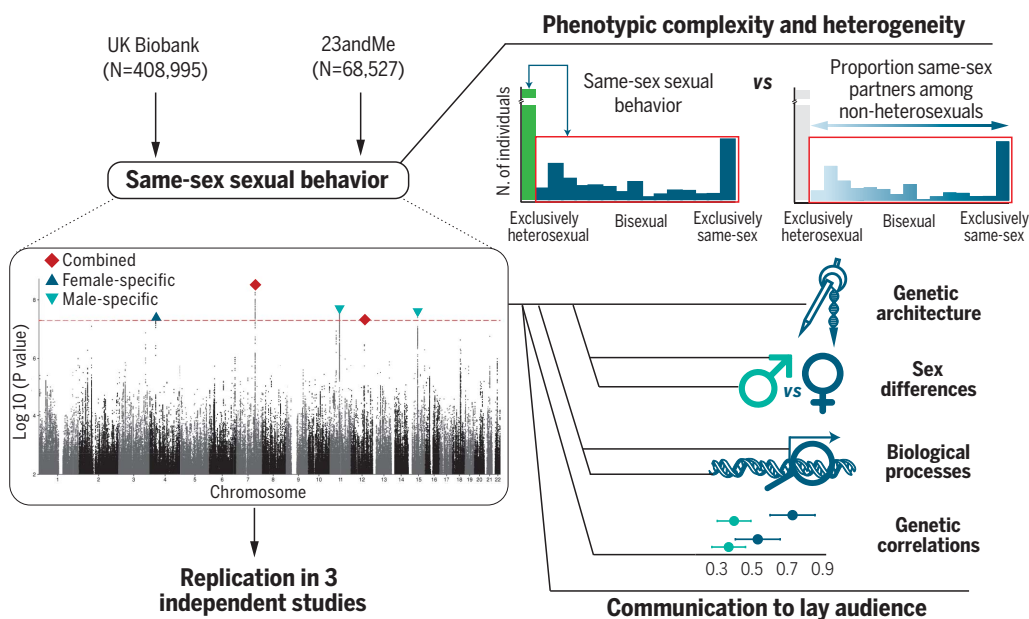 UK Biobank
(N=408,995)
23andMe
(N=68,527)
Same-sex sexual behavior
Phenotypic complexity and heterogeneity
N. of individuals
Same-sex sexual
behavior
Exclusively
heterosexual
Bisexual
Exclusively
same-sex
vs
Proportion same-sex
partners among
non-heterosexuals
Exclusively
heterosexual
Bisexual
Exclusively
same-sex
Combined
Female-specific
Male-specific
Log10 (P value)
8
6
4
2
1 2 3 4 5 6 7 8 9 10 11 12 13 14 15 16 17 18 19 20 21 22
Chromosome
Replication in 3
independent studies
Genetic
architecture
vs
Sex
differences
Biological
processes
Genetic
correlations
0.3 0.5 0.7 0.9
Communication to lay audience